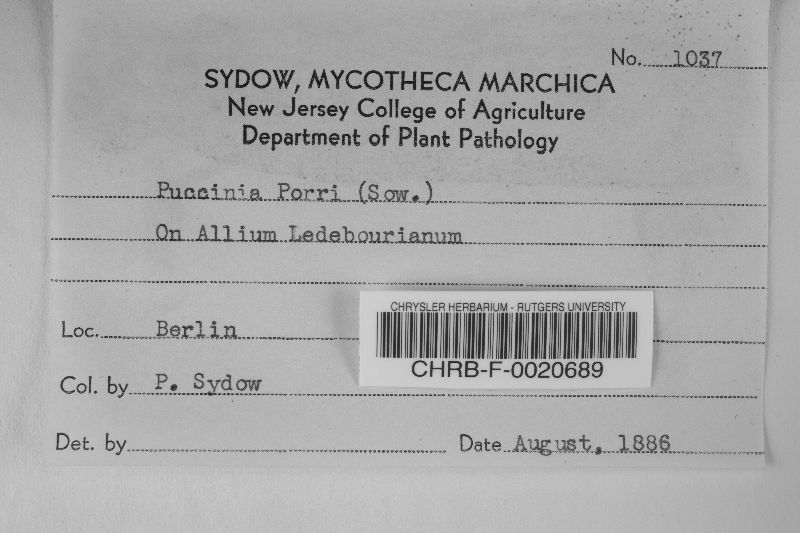 No. 1037
SYDOW, MYCOTHECA MARCHICA
New Jersey College of Agriculture
Department of Plant Pathology
Puccinia Porri (Sow.)
On Allium Ledebourianum
CHRYSLER HERBARIUM - RUTGERS UNIVERSITY
Loc. Berlin
CHRB-F-0020689
Col. by P. Sydow
Det. by
Date August, 1886